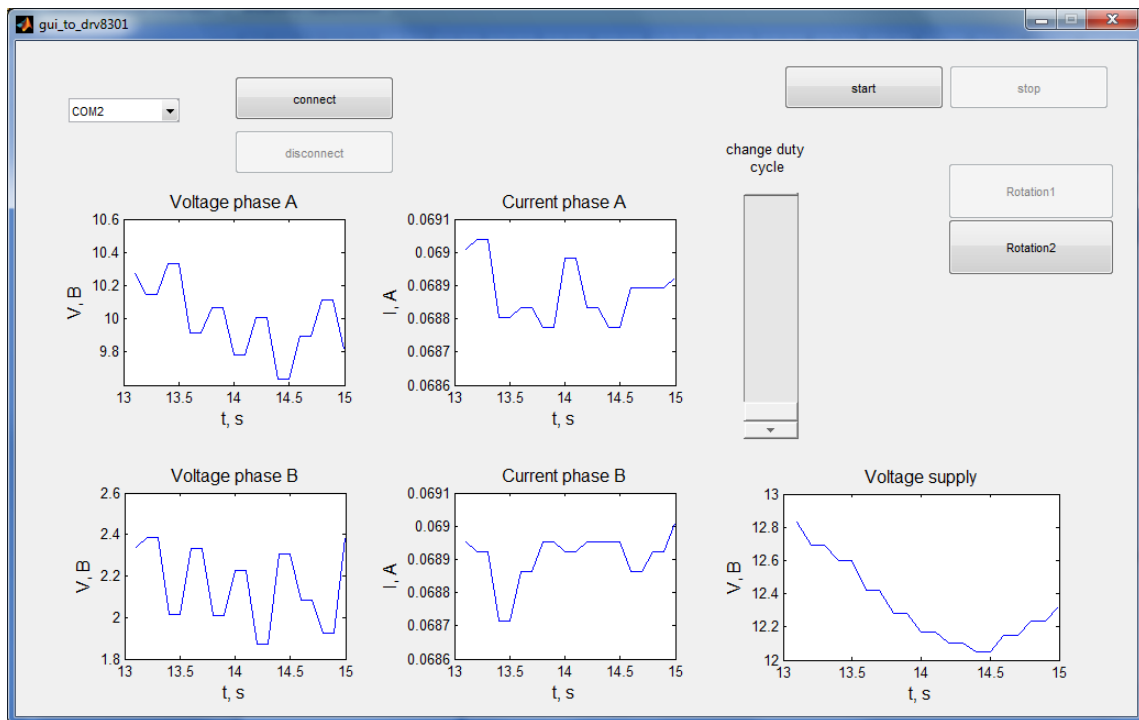 gui_to_drv8301
COM2
connect
disconnect
start
stop
change duty
cycle
Rotation1
Rotation2
Voltage phase A
10.6
10.4
10.2
10
9.8
V, B
13
13.5
14
14.5
15
t, s
Current phase A
0.0691
0.069
0.0689
0.0688
0.0687
0.0686
I, A
13
13.5
14
14.5
15
t, s
Voltage phase B
2.6
2.4
2.2
2
1.8
V, B
13
13.5
14
14.5
15
t, s
Current phase B
0.0691
0.069
0.0689
0.0688
0.0687
0.0686
I, A
13
13.5
14
14.5
15
t, s
Voltage supply
13
12.8
12.6
12.4
12.2
12
V, B
13
13.5
14
14.5
15
t, s